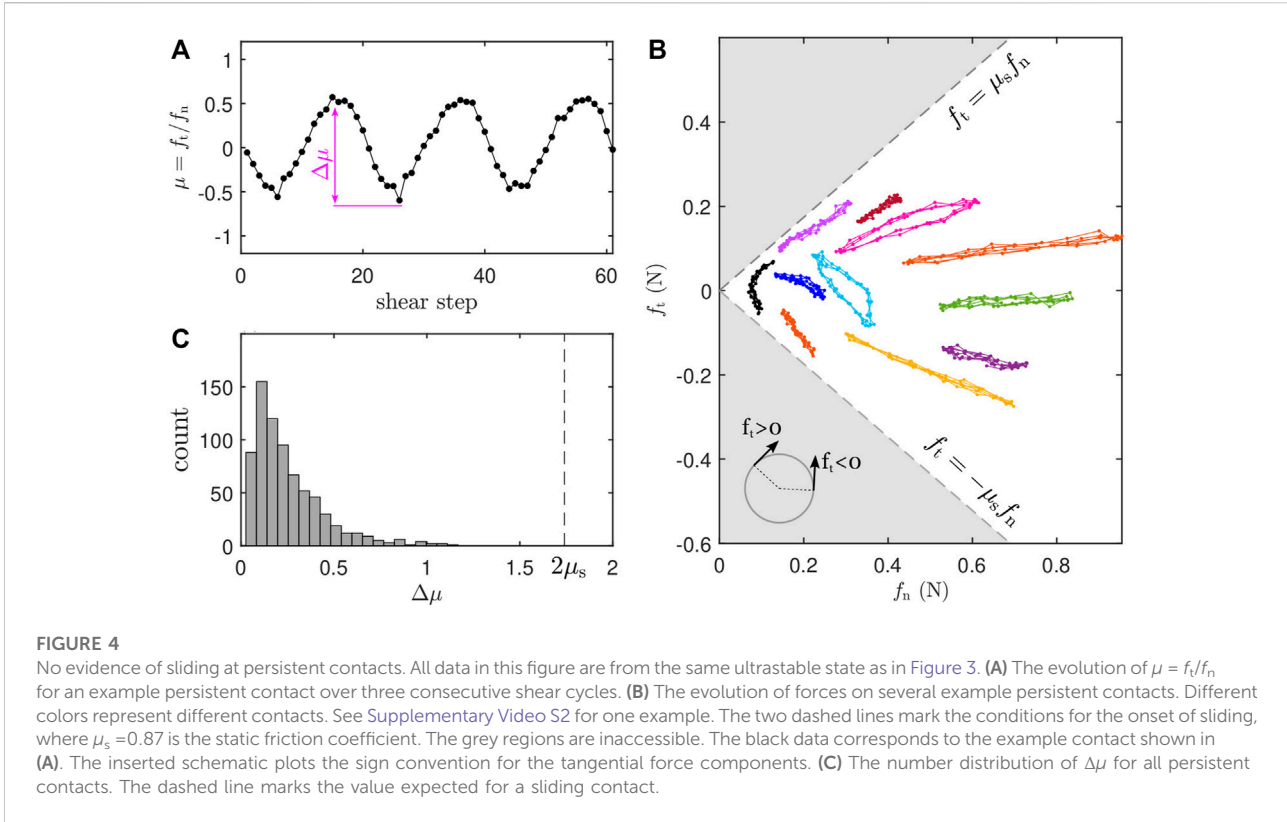 A
1
0.5
0
-0.5
-1
μ = f_t/f_n
Δμ
0
20
40
60
shear step
B
0.4
0.2
0
-0.2
-0.4
-0.6
f_t (N)
f_t = μ_s f_n
f_t = −μ_s f_n
f_t>0
f_t<0
0
0.2
0.4
0.6
0.8
f_n (N)
C
150
100
50
0
count
0
0.5
1
1.5
2μ_s
2
Δμ
FIGURE 4
No evidence of sliding at persistent contacts. All data in this figure are from the same ultrastable state as in Figure 3. (A) The evolution of μ = f_t/f_n
for an example persistent contact over three consecutive shear cycles. (B) The evolution of forces on several example persistent contacts. Different
colors represent different contacts. See Supplementary Video S2 for one example. The two dashed lines mark the conditions for the onset of sliding,
where μ_s =0.87 is the static friction coefficient. The grey regions are inaccessible. The black data corresponds to the example contact shown in
(A). The inserted schematic plots the sign convention for the tangential force components. (C) The number distribution of Δμ for all persistent
contacts. The dashed line marks the value expected for a sliding contact.